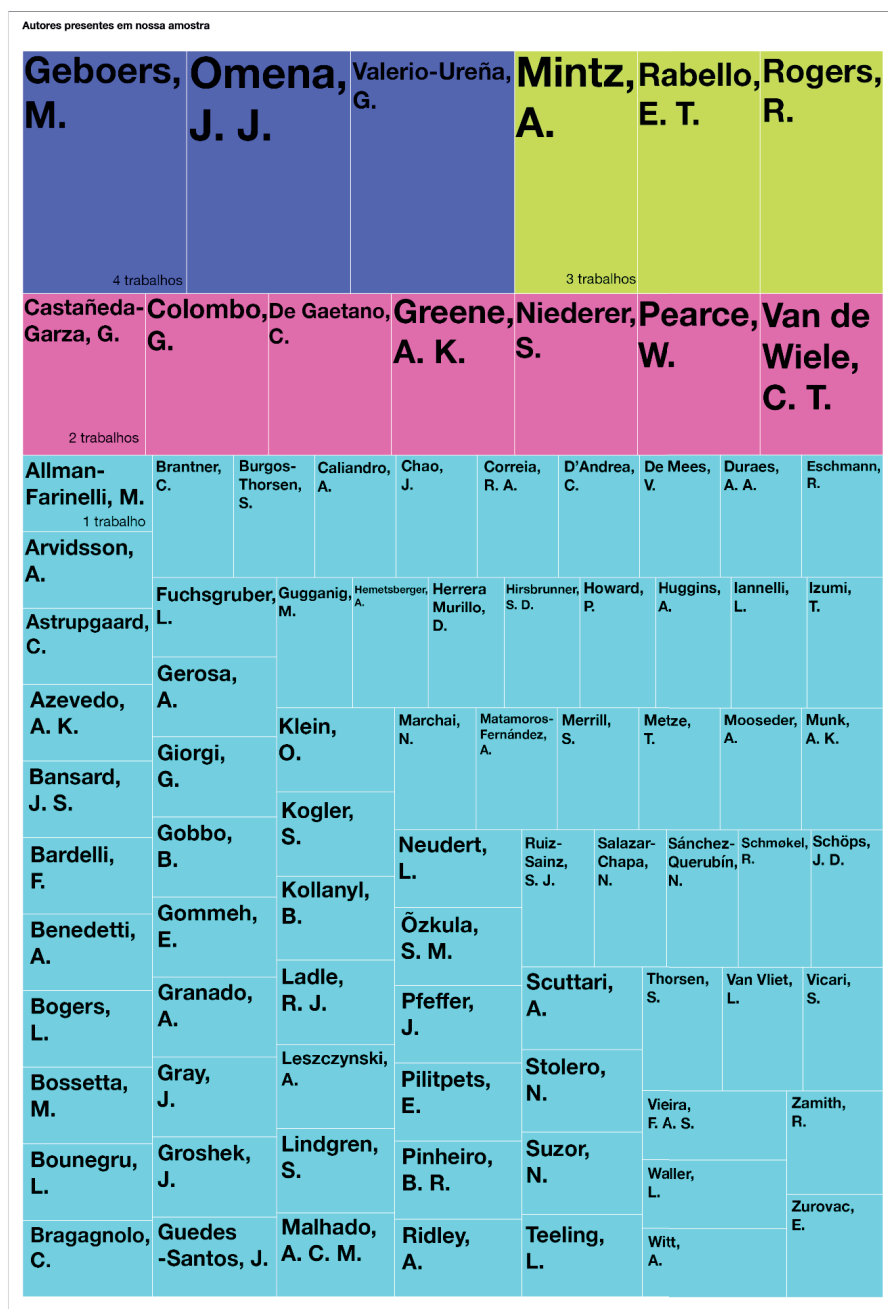 Autores presentes em nossa amostra
Geboers,
M.
4 trabalhos
Omena,
J. J.
Valerio-Ureña,
G.
Mintz,
A.
3 trabalhos
Rabello,
E. T.
Rogers,
R.
Castañeda-
Garza, G.
2 trabalhos
Colombo,
G.
De Gaetano,
C.
Greene,
A. K.
Niederer,
S.
Pearce,
W.
Van de
Wiele,
C. T.
Allman-
Farinelli, M.
1 trabalho
Arvidsson,
A.
Astrupgaard,
C.
Azevedo,
A. K.
Bansard,
J. S.
Bardelli,
F.
Benedetti,
A.
Bogers,
L.
Bossetta,
M.
Bounegru,
L.
Bragagnolo,
C.
Brantner,
C.
Burgos-
Thorsen,
S.
Caliandro,
A.
Chao,
J.
Correia,
R. A.
D’Andrea,
C.
De Mees,
V.
Duraes,
A. A.
Eschmann,
R.
Fuchsgruber,
L.
Gerosa,
A.
Giorgi,
G.
Gobbo,
B.
Gommeh,
E.
Granado,
A.
Gray,
J.
Groshek,
J.
Guedes
-Santos, J.
Gugganig,
M.
Hemetsberger,
A.
Herrera
Murillo,
D.
Hirsbrunner,
S. D.
Howard,
P.
Huggins,
A.
Iannelli,
L.
Izumi,
T.
Klein,
O.
Kogler,
S.
Kollanyl,
B.
Ladle,
R. J.
Leszczynski,
A.
Lindgren,
S.
Malhado,
A. C. M.
Marchai,
N.
Matamoros-
Fernández,
A.
Merrill,
S.
Metze,
T.
Mooseder,
A.
Munk,
A. K.
Neudert,
L.
Õzkula,
S. M.
Pfeffer,
J.
Pilitpets,
E.
Pinheiro,
B. R.
Ridley,
A.
Ruiz-
Sainz,
S. J.
Salazar-
Chapa,
N.
Sánchez-
Querubín,
N.
Schmøkel,
R.
Schöps,
J. D.
Scuttari,
A.
Stolero,
N.
Suzor,
N.
Teeling,
L.
Thorsen,
S.
Van Vliet,
L.
Vicari,
S.
Vieira,
F. A. S.
Waller,
L.
Witt,
A.
Zamith,
R.
Zurovac,
E.